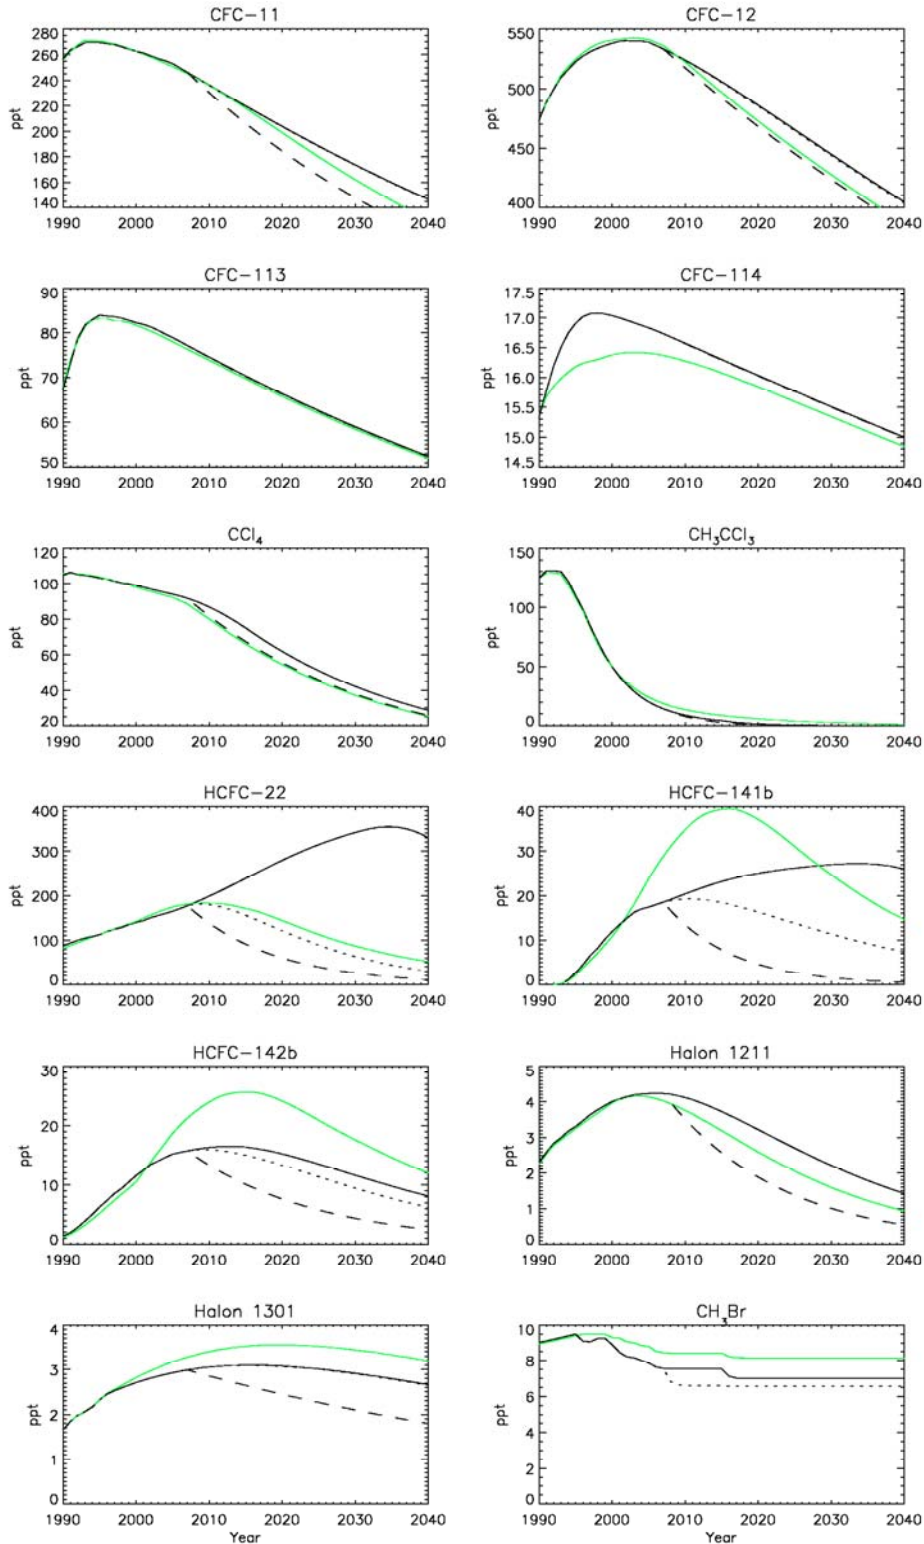 CFC-11
CFC-12
280
260
240
220
200
180
160
140
ppt
1990 2000 2010 2020 2030 2040
550
500
450
400
ppt
1990 2000 2010 2020 2030 2040
CFC-113
CFC-114
90
80
70
60
50
ppt
1990 2000 2010 2020 2030 2040
17.5
17.0
16.5
16.0
15.5
15.0
14.5
ppt
1990 2000 2010 2020 2030 2040
CCl₄
CH₃CCl₃
120
100
80
60
40
20
ppt
1990 2000 2010 2020 2030 2040
150
100
50
0
ppt
1990 2000 2010 2020 2030 2040
HCFC-22
HCFC-141b
400
300
200
100
0
ppt
1990 2000 2010 2020 2030 2040
40
30
20
10
0
ppt
1990 2000 2010 2020 2030 2040
HCFC-142b
Halon 1211
30
20
10
0
ppt
1990 2000 2010 2020 2030 2040
5
4
3
2
1
0
ppt
1990 2000 2010 2020 2030 2040
Halon 1301
CH₃Br
4
3
2
1
0
ppt
1990 2000 2010 2020 2030 2040
Year
10
8
6
4
2
0
ppt
1990 2000 2010 2020 2030 2040
Year